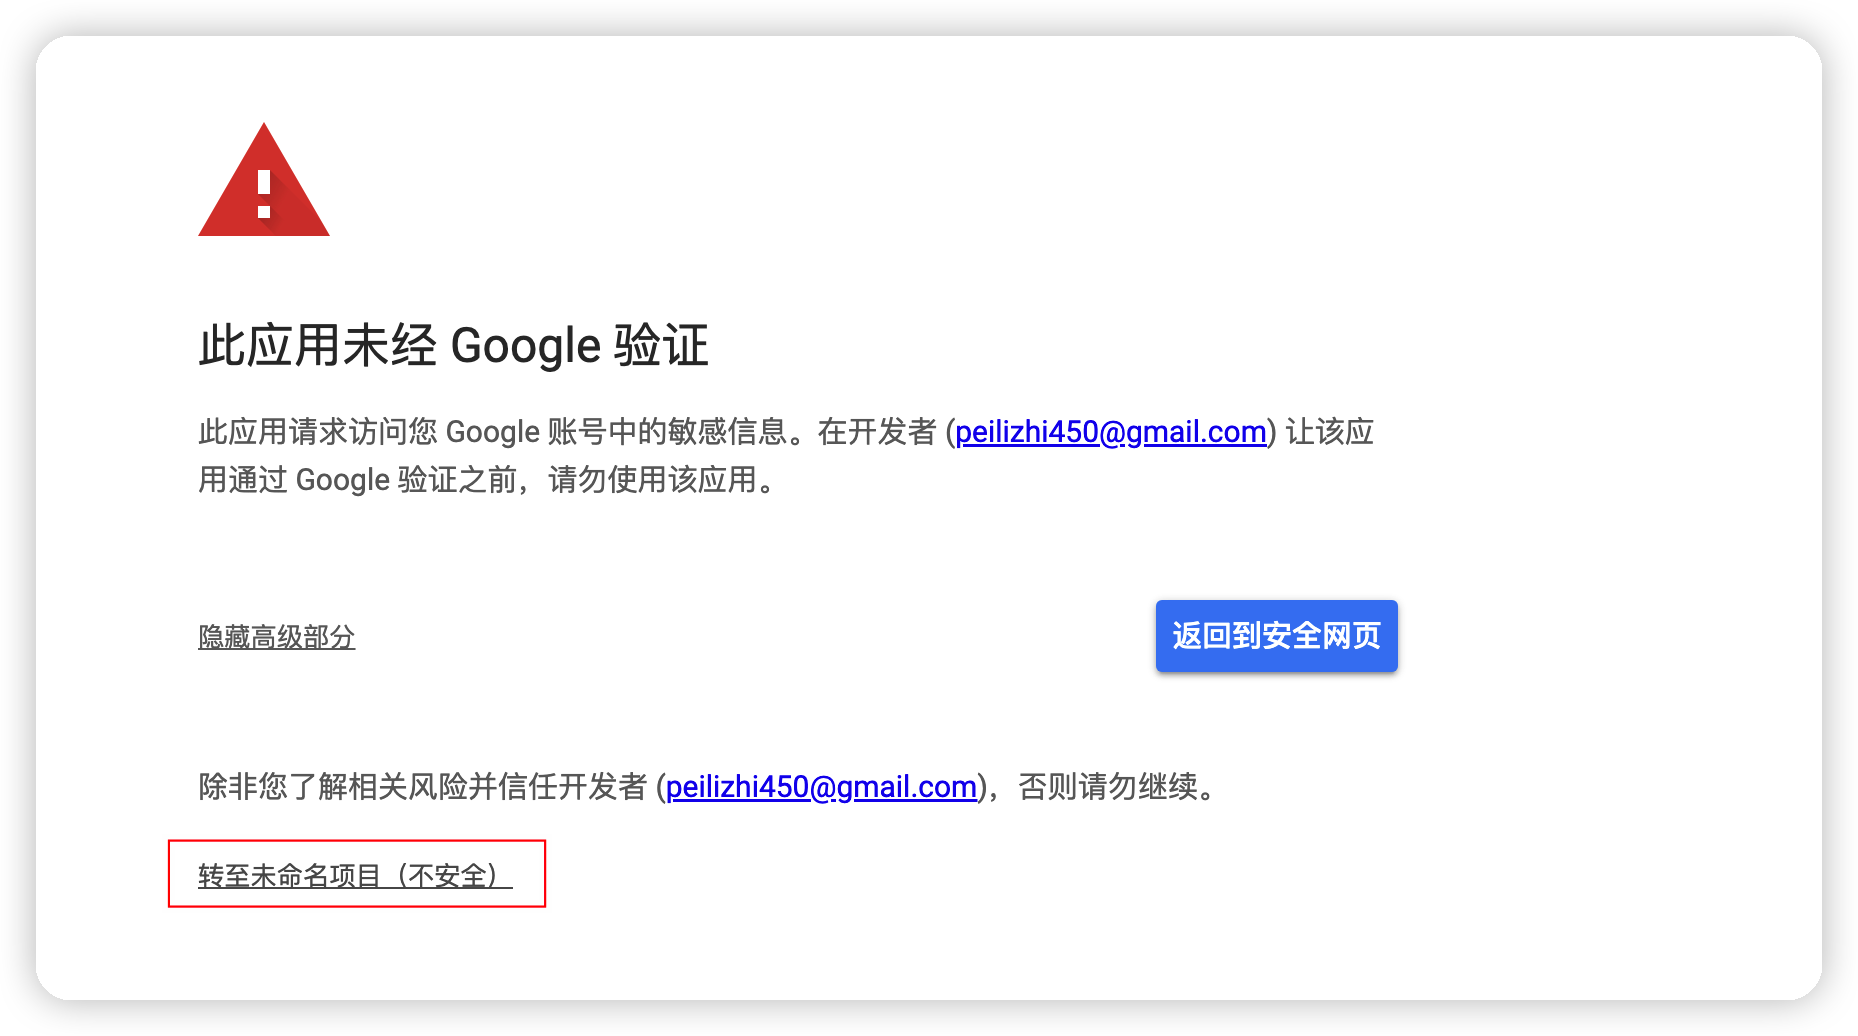 此应用未经 Google 验证
此应用请求访问您 Google 账号中的敏感信息。在开发者 (peilizhi450@gmail.com) 让该应
用通过 Google 验证之前，请勿使用该应用。
隐藏高级部分
返回到安全网页
除非您了解相关风险并信任开发者 (peilizhi450@gmail.com)，否则请勿继续。
转至未命名项目（不安全）